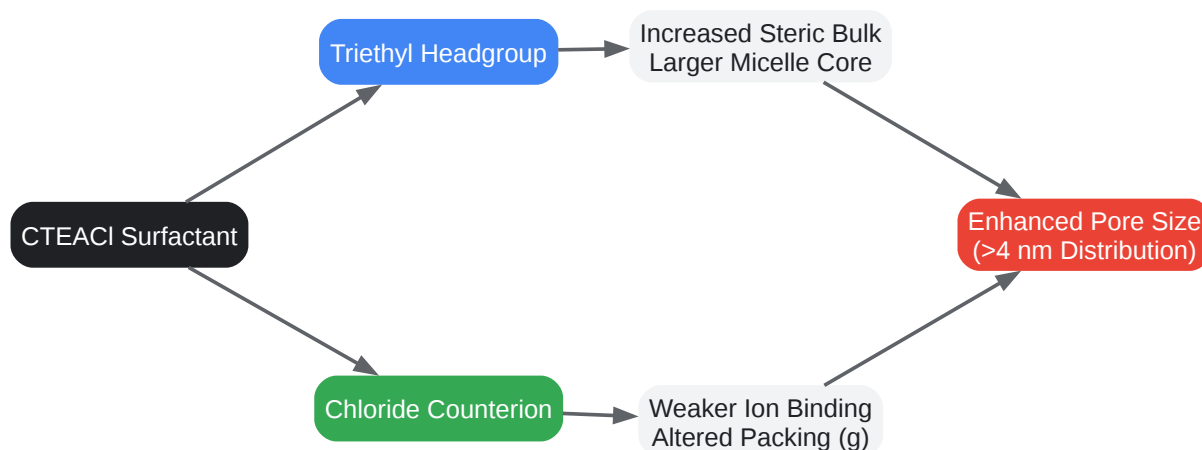 Triethyl Headgroup
Increased Steric Bulk
Larger Micelle Core
CTEACl Surfactant
Enhanced Pore Size
(>4 nm Distribution)
Chloride Counterion
Weaker Ion Binding
Altered Packing (g)